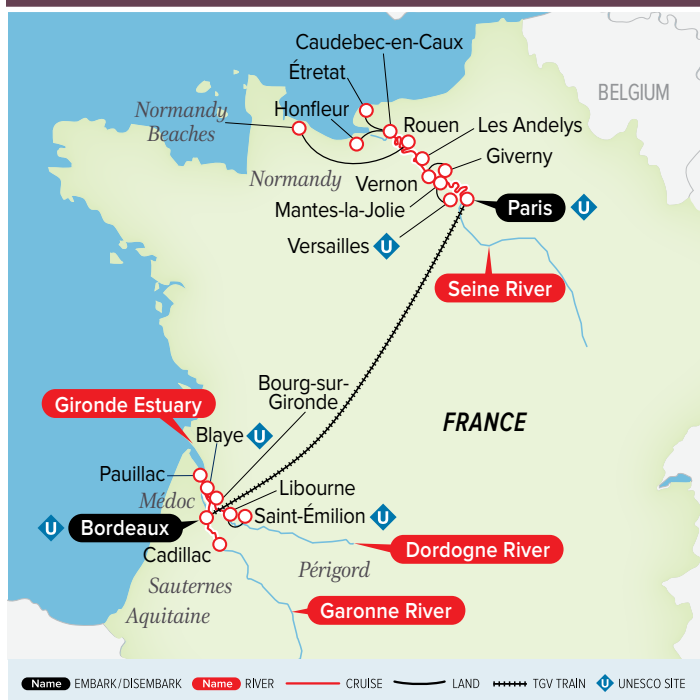 Caudebec-en-Caux
Étretat
BELGIUM
Normandy
Beaches
Honfleur
Rouen
Les Andelys
Giverny
Normandy
Vernon
Mantes-la-Jolie
Paris U
Versailles U
Seine River
Bourg-sur-
Gironde
Gironde Estuary
FRANCE
Blaye U
Pauillac
Libourne
Médoc
Saint-Émilion U
U Bordeaux
Cadillac
Dordogne River
Périgord
Sauternes
Aquitaine
Garonne River
Name EMBARK/DISEMBARK Name RIVER CRUISE LAND TGV TRAIN U UNESCO SITE